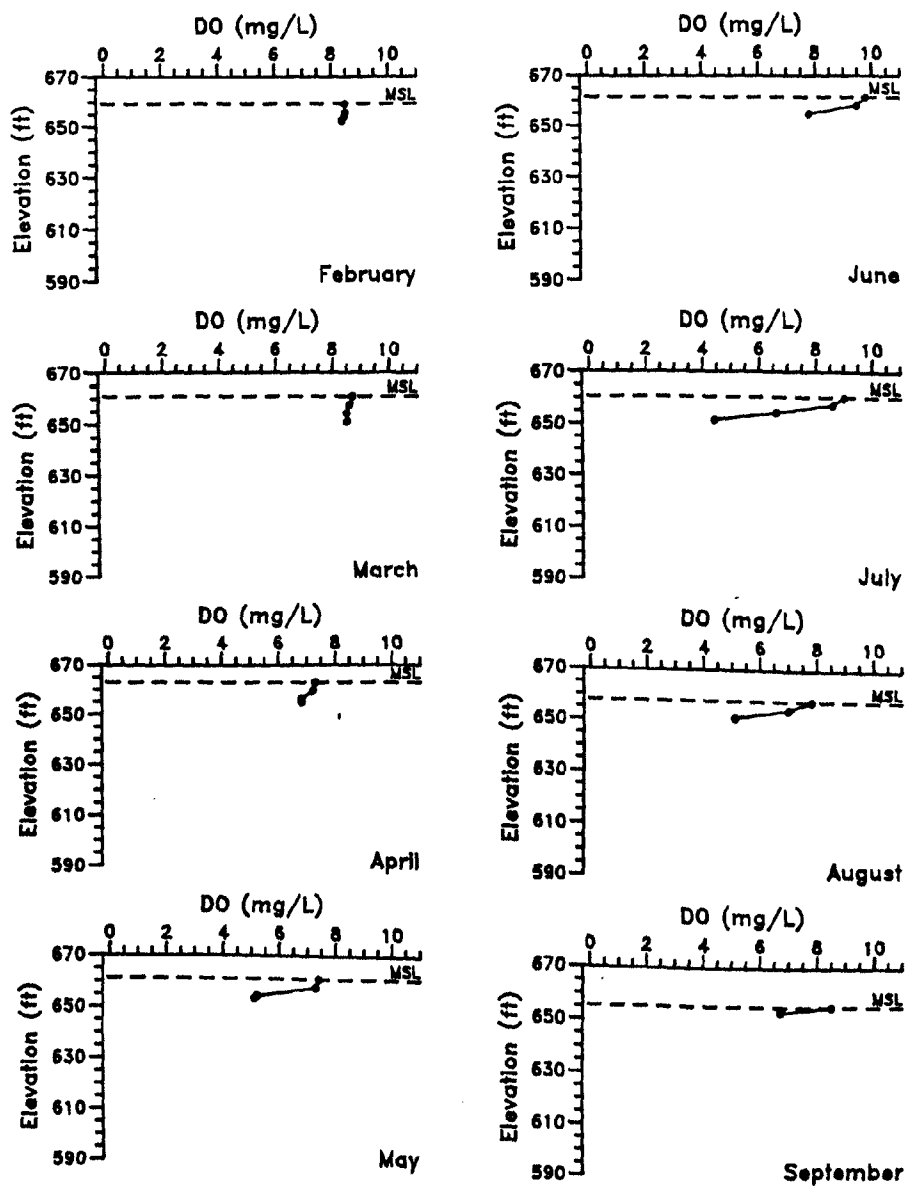 DO (mg/L)
0 2 4 6 8 10
670
650
630
610
590
Elevation (ft)
MSL
February
DO (mg/L)
0 2 4 6 8 10
670
650
630
610
590
Elevation (ft)
MSL
March
DO (mg/L)
0 2 4 6 8 10
670
650
630
610
590
Elevation (ft)
MSL
April
DO (mg/L)
0 2 4 6 8 10
670
650
630
610
590
Elevation (ft)
MSL
May
DO (mg/L)
0 2 4 6 8 10
670
650
630
610
590
Elevation (ft)
MSL
June
DO (mg/L)
0 2 4 6 8 10
670
650
630
610
590
Elevation (ft)
MSL
July
DO (mg/L)
0 2 4 6 8 10
670
650
630
610
590
Elevation (ft)
MSL
August
DO (mg/L)
0 2 4 6 8 10
670
650
630
610
590
Elevation (ft)
MSL
September